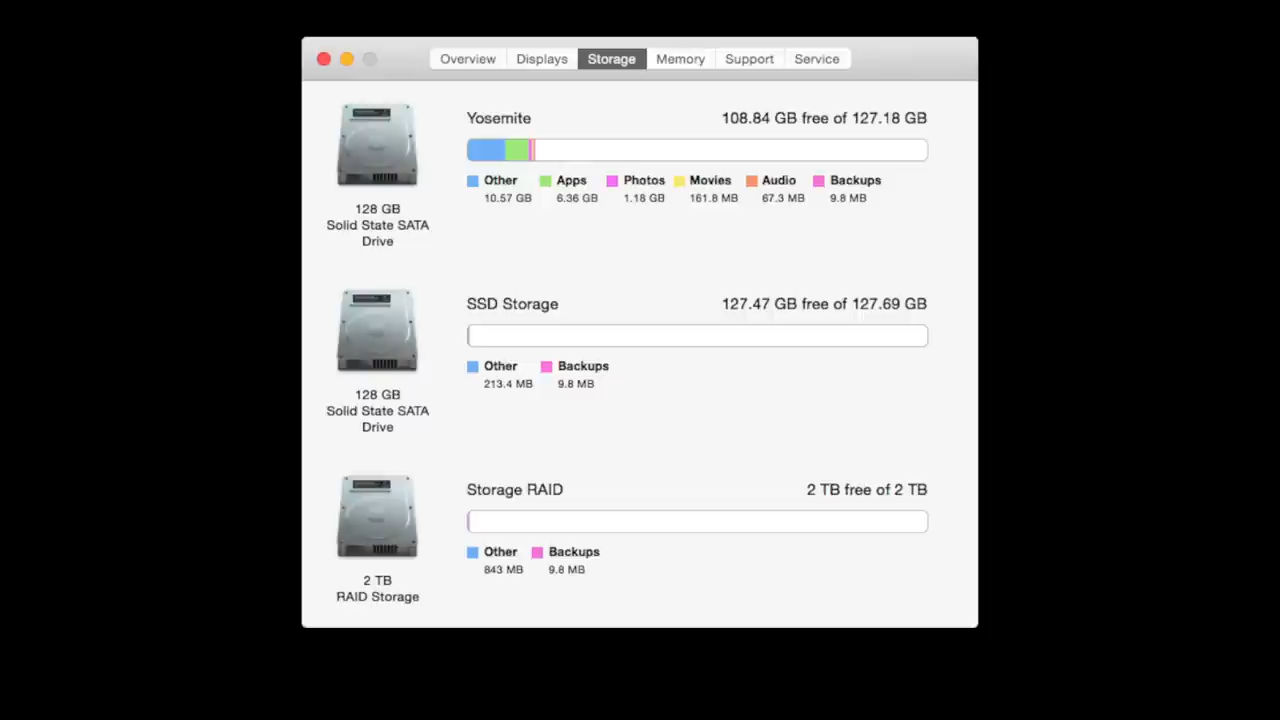 Overview Displays Storage Memory Support Service
Yosemite 108.84 GB free of 127.18 GB
Other Apps Photos Movies Audio Backups
10.57 GB 6.36 GB 1.18 GB 161.8 MB 67.3 MB 9.8 MB
128 GB
Solid State SATA
Drive
SSD Storage 127.47 GB free of 127.69 GB
Other Backups
213.4 MB 9.8 MB
128 GB
Solid State SATA
Drive
Storage RAID 2 TB free of 2 TB
Other Backups
843 MB 9.8 MB
2 TB
RAID Storage